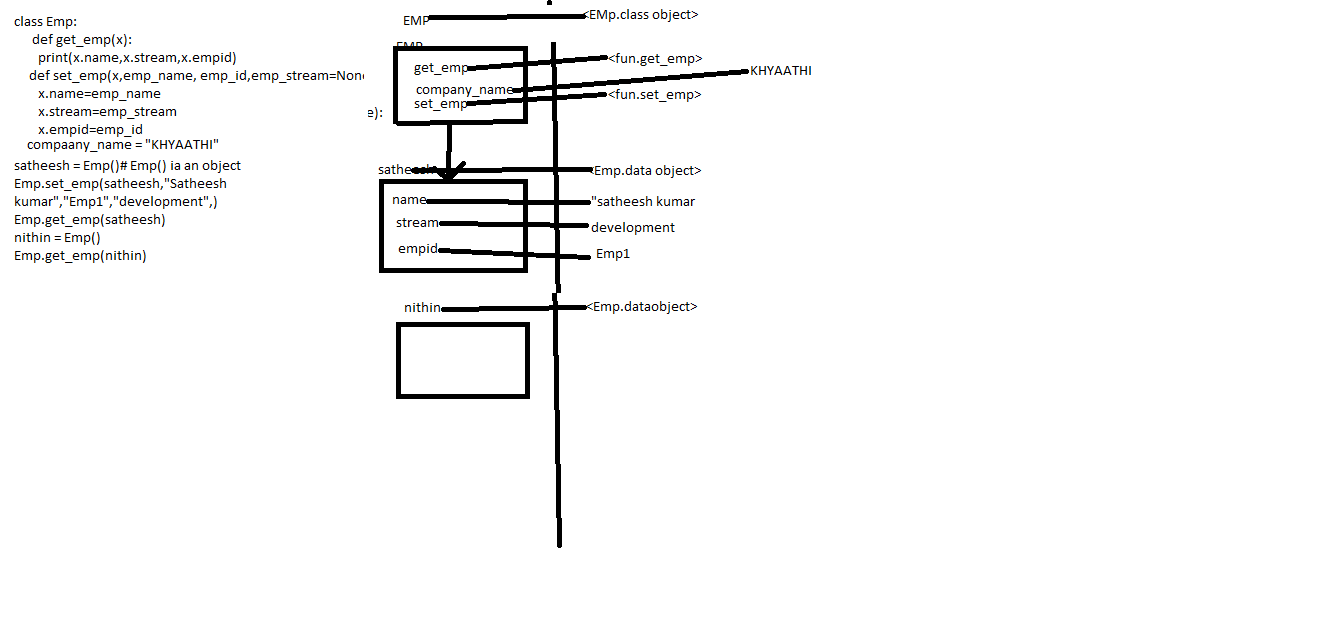 class Emp:
def get_emp(x):
print(x.name,x.stream,x.empid)
def set_emp(x,emp_name, emp_id,emp_stream=None
e):
x.name=emp_name
x.stream=emp_stream
x.empid=emp_id
compaany_name = "KHYAATHI"
satheesh = Emp()# Emp() ia an object
Emp.set_emp(satheesh,"Satheesh
kumar","Emp1","development",)
Emp.get_emp(satheesh)
nithin = Emp()
Emp.get_emp(nithin)
EMP
<EMp.class object>
EMP
get_emp
<fun.get_emp>
company_name
KHYAATHI
set_emp
<fun.set_emp>
satheesh
<Emp.data object>
name
"satheesh kumar
stream
development
empid
Emp1
nithin
<Emp.dataobject>